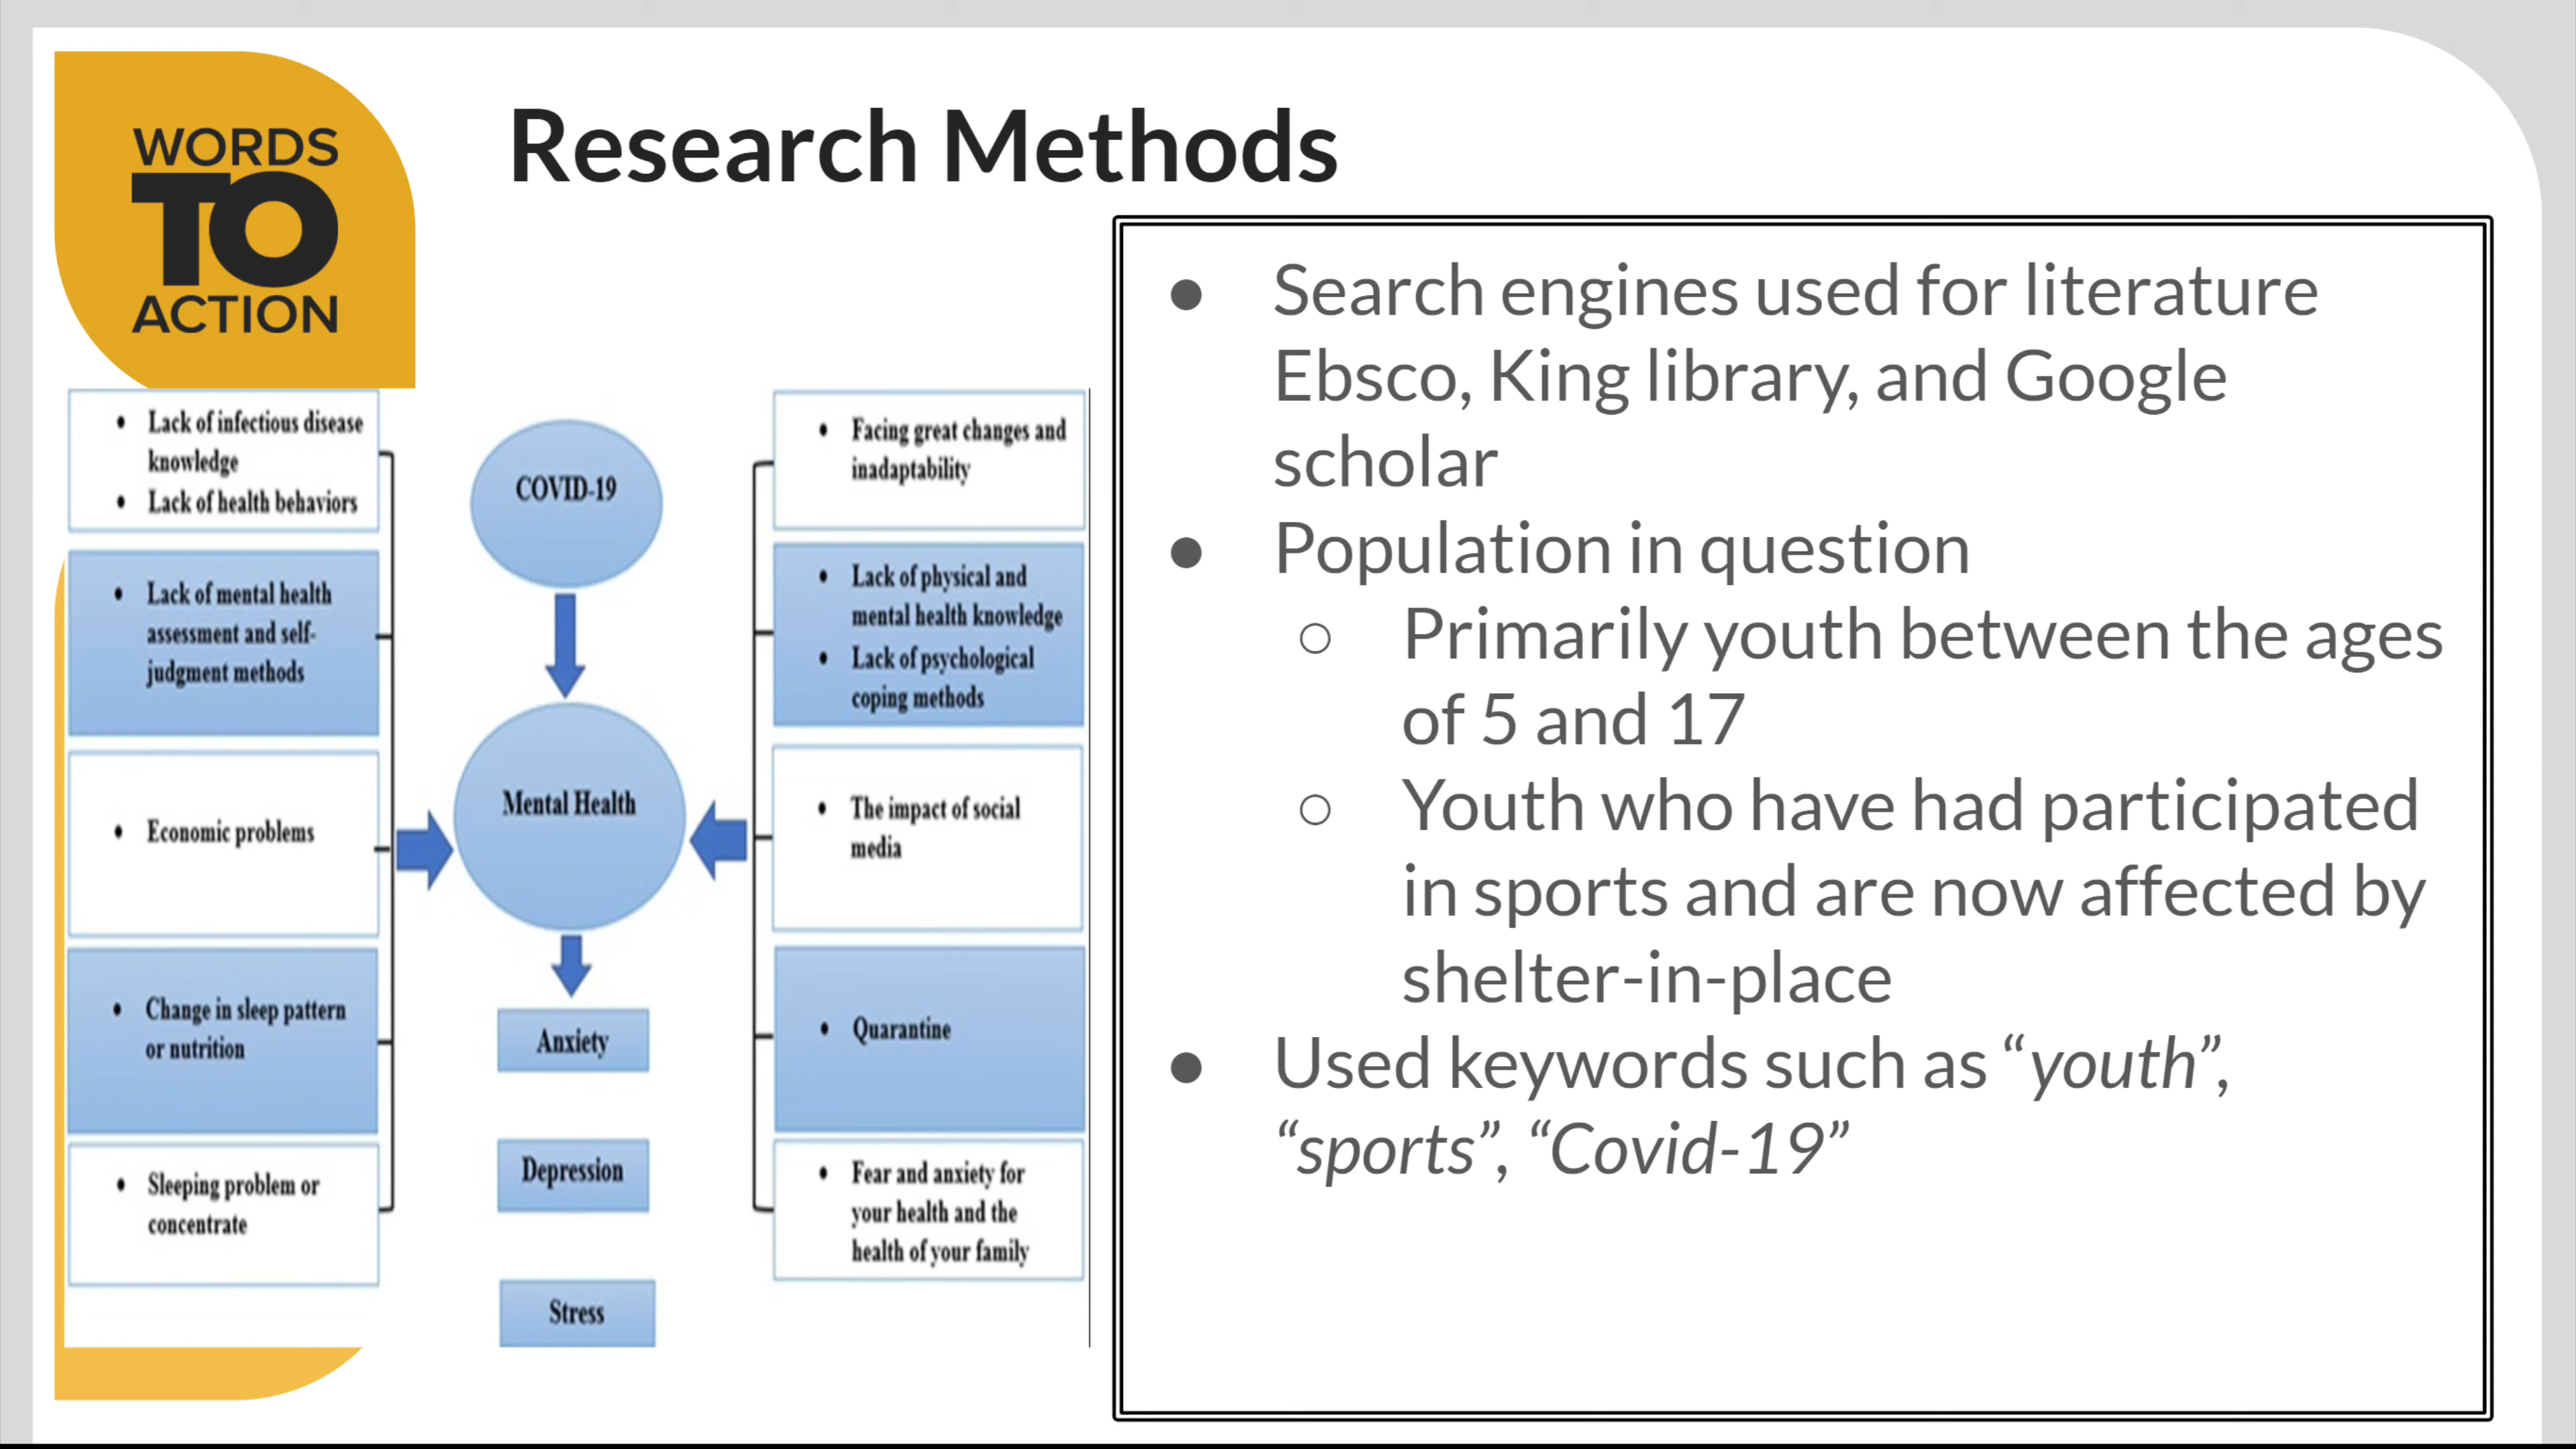 WORDS
TO
ACTION
Research Methods
• Lack of infectious disease
knowledge
• Lack of health behaviors
• Lack of mental health
assessment and self-
judgment methods
• Economic problems
• Change in sleep pattern
or nutrition
• Sleeping problem or
concentrate
COVID-19
Mental Health
Anxiety
Depression
Stress
• Facing great changes and
inadaptability
• Lack of physical and
mental health knowledge
• Lack of psychological
coping methods
• The impact of social
media
• Quarantine
• Fear and anxiety for
your health and the
health of your family
● Search engines used for literature
Ebsco, King library, and Google
scholar
● Population in question
○ Primarily youth between the ages
of 5 and 17
○ Youth who have had participated
in sports and are now affected by
shelter-in-place
● Used keywords such as “youth”,
“sports”, “Covid-19”